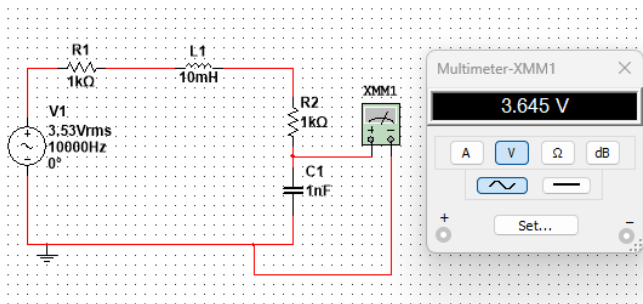 R1
1kΩ
L1
10mH
V1
3.53Vrms
10000Hz
0°
R2
1kΩ
C1
1nF
XMM1
+ −
Multimeter-XMM1
3.645 V
A V Ω dB
+ Set... −